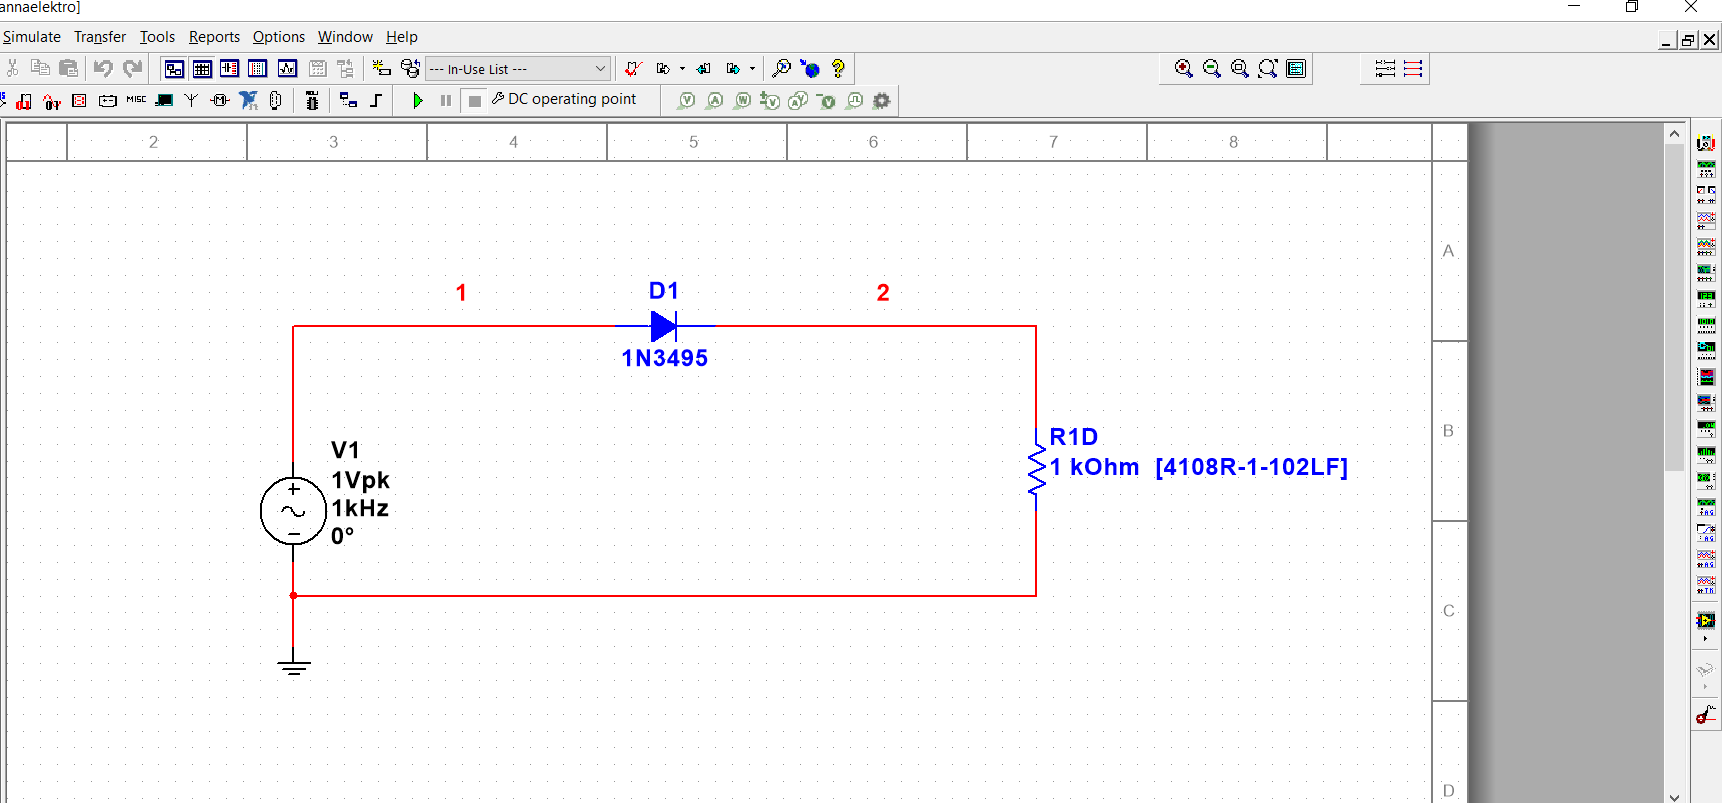 annaelektro]
Simulate Transfer Tools Reports Options Window Help
--- In-Use List ---
MISC DC operating point
2 3 4 5 6 7 8
A
1 D1 2
1N3495
B
R1D
1 kOhm [4108R-1-102LF]
V1
1Vpk
1kHz
0°
+
-
C
D